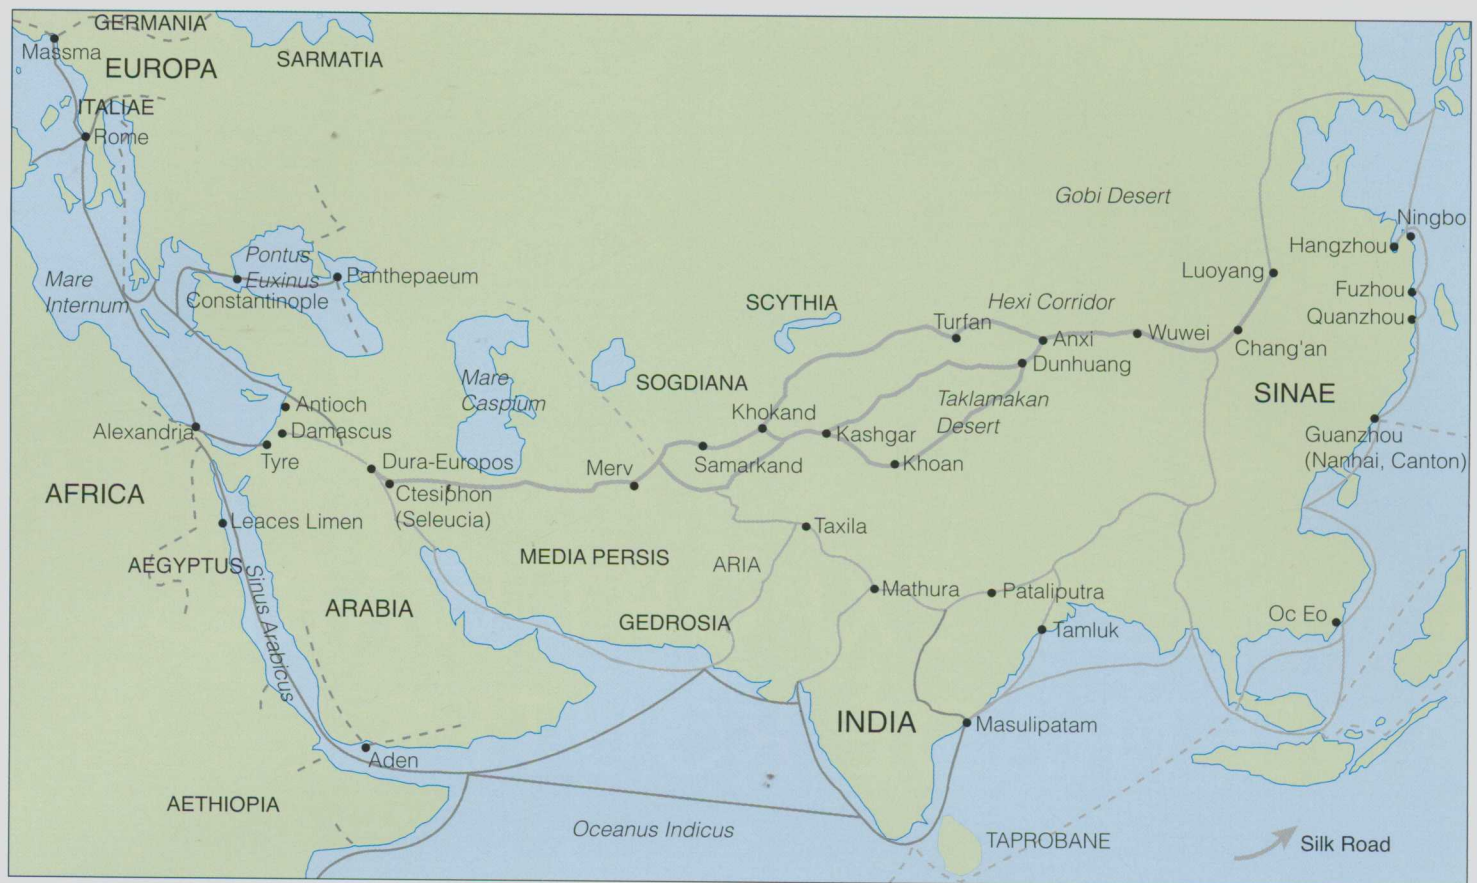 GERMANIA
Massma
EUROPA
SARMATIA
ITALIAE
Rome
Gobi Desert
Ningbo
Hangzhou
Pontus
Euxinus
Panthepaeum
Mare
Internum
Constantinople
Luoyang
Fuzhou
Quanzhou
SCYTHIA
Hexi Corridor
Turfan
Anxi
Wuwei
Chang'an
Dunhuang
Mare
Caspium
SOGDIANA
Taklamakan
Desert
SINAE
Antioch
Khokand
Alexandria
Damascus
Kashgar
Guanzhou
(Nanhai, Canton)
Tyre
Dura-Europos
Merv
Samarkand
Khoan
AFRICA
Ctesiphon
(Seleucia)
Leaces Limen
Taxila
AEGYPTUS
MEDIA PERSIS
ARIA
Sinus Arabicus
ARABIA
Mathura
Pataliputra
GEDROSIA
Oc Eo
Tamluk
INDIA
Masulipatam
Aden
AETHIOPIA
Oceanus Indicus
TAPROBANE
Silk Road